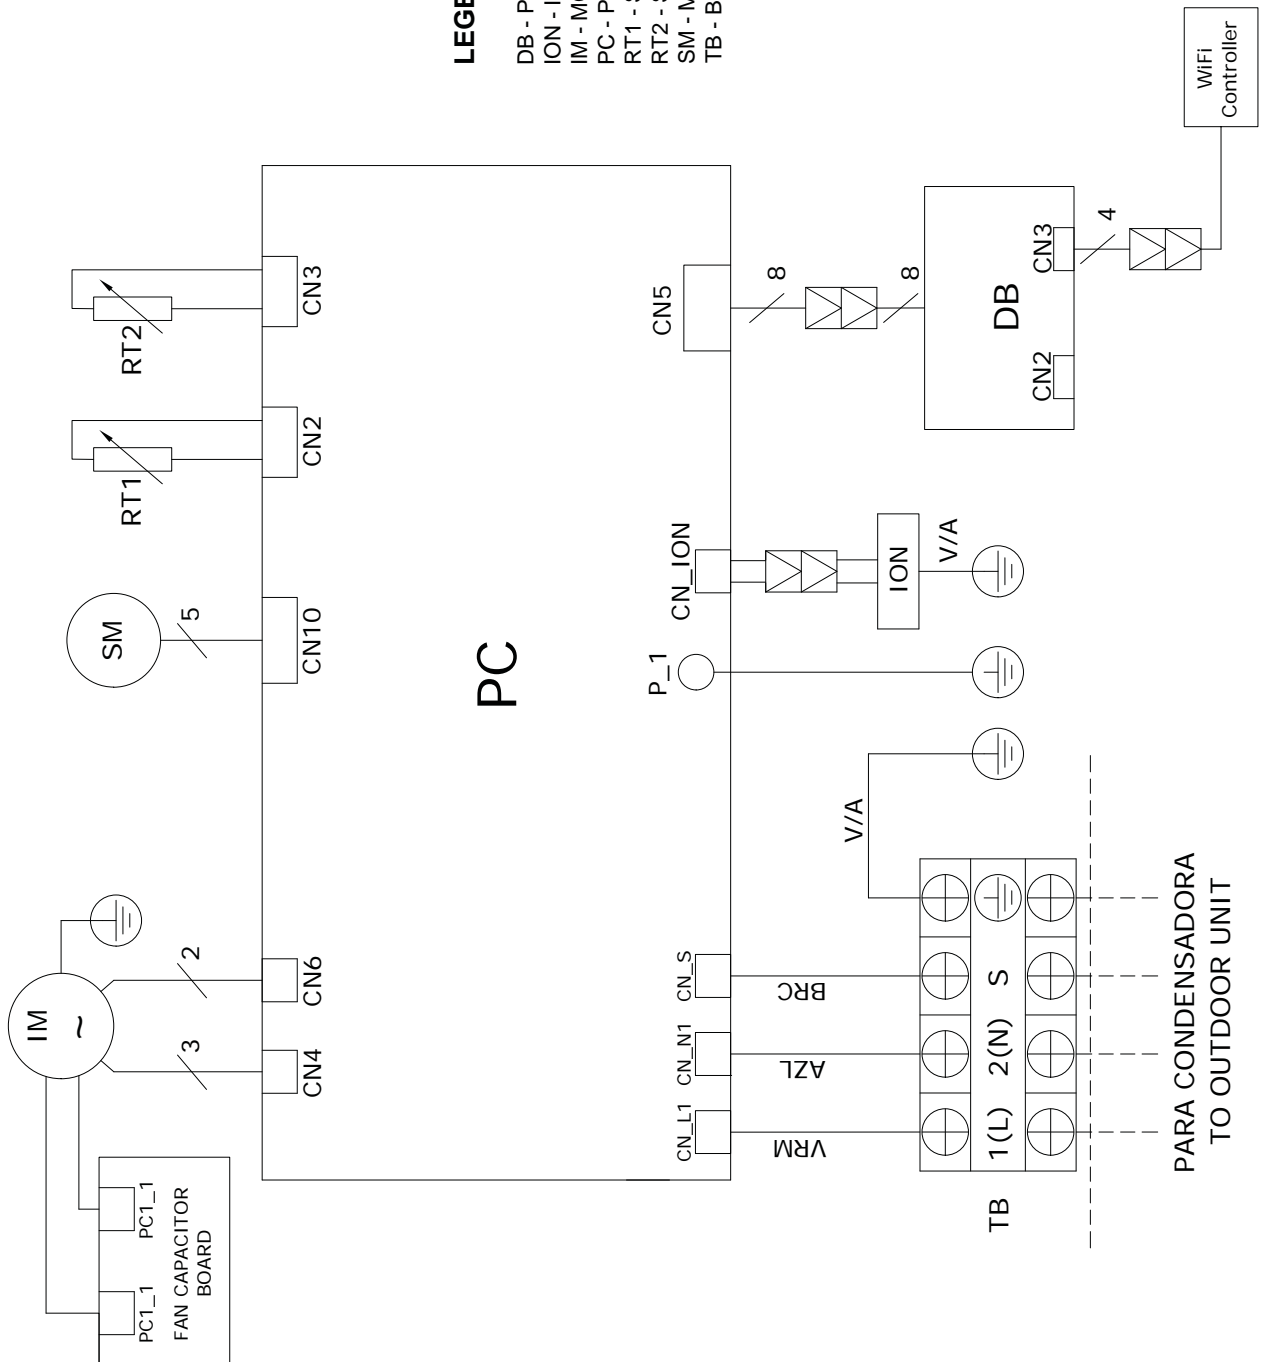 LEGE
DB - P
ION - I
IM - M
PC - P
RT1 - S
RT2 - S
SM - M
TB - B
WiFi
Controller
RT2
RT1
SM
IM
~
5
2
3
CN3
CN2
CN10
CN6
CN4
PC1_1
PC1_1
FAN CAPACITOR
BOARD
PC
CN5
CN_ION
P_1
CN_S
CN_N1
CN_L1
8
8
DB
CN3
CN2
4
ION
V/A
V/A
BRC
AZL
VRM
1(L)
2(N)
S
TB
PARA CONDENSADORA
TO OUTDOOR UNIT